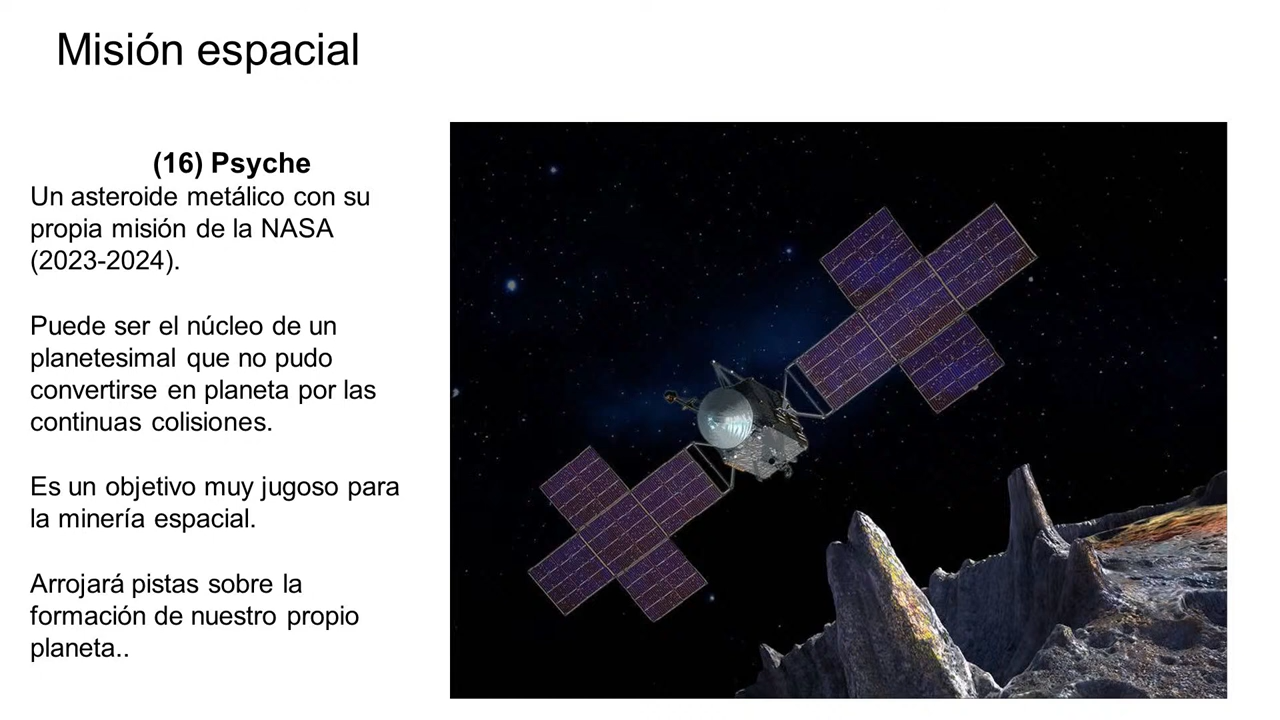 Misión espacial
(16) Psyche
Un asteroide metálico con su
propia misión de la NASA
(2023-2024).
Puede ser el núcleo de un
planetesimal que no pudo
convertirse en planeta por las
continuas colisiones.
Es un objetivo muy jugoso para
la minería espacial.
Arrojará pistas sobre la
formación de nuestro propio
planeta..